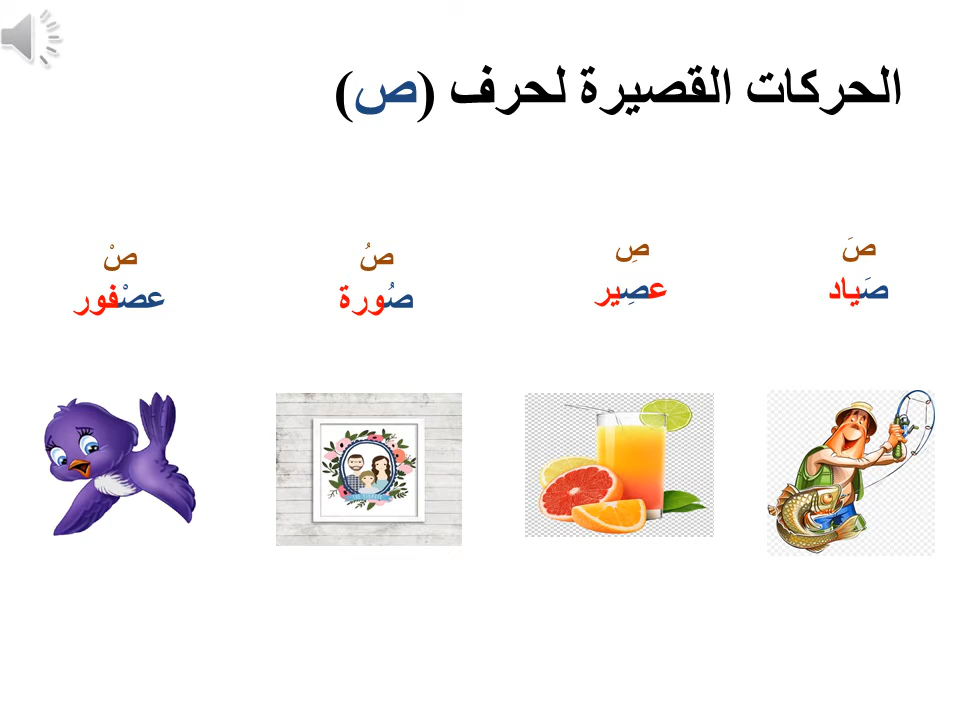 الحركات القصيرة لحرف (ص)
صَ
صَياد
صِ
عصِير
صُ
صُورة
صْ
عصْفور